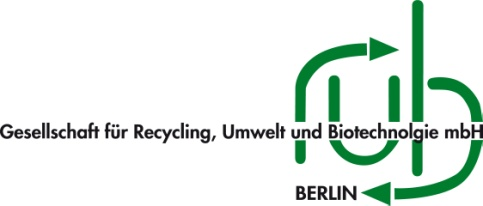 rub
Gesellschaft für Recycling, Umwelt und Biotechnolgie mbH
BERLIN